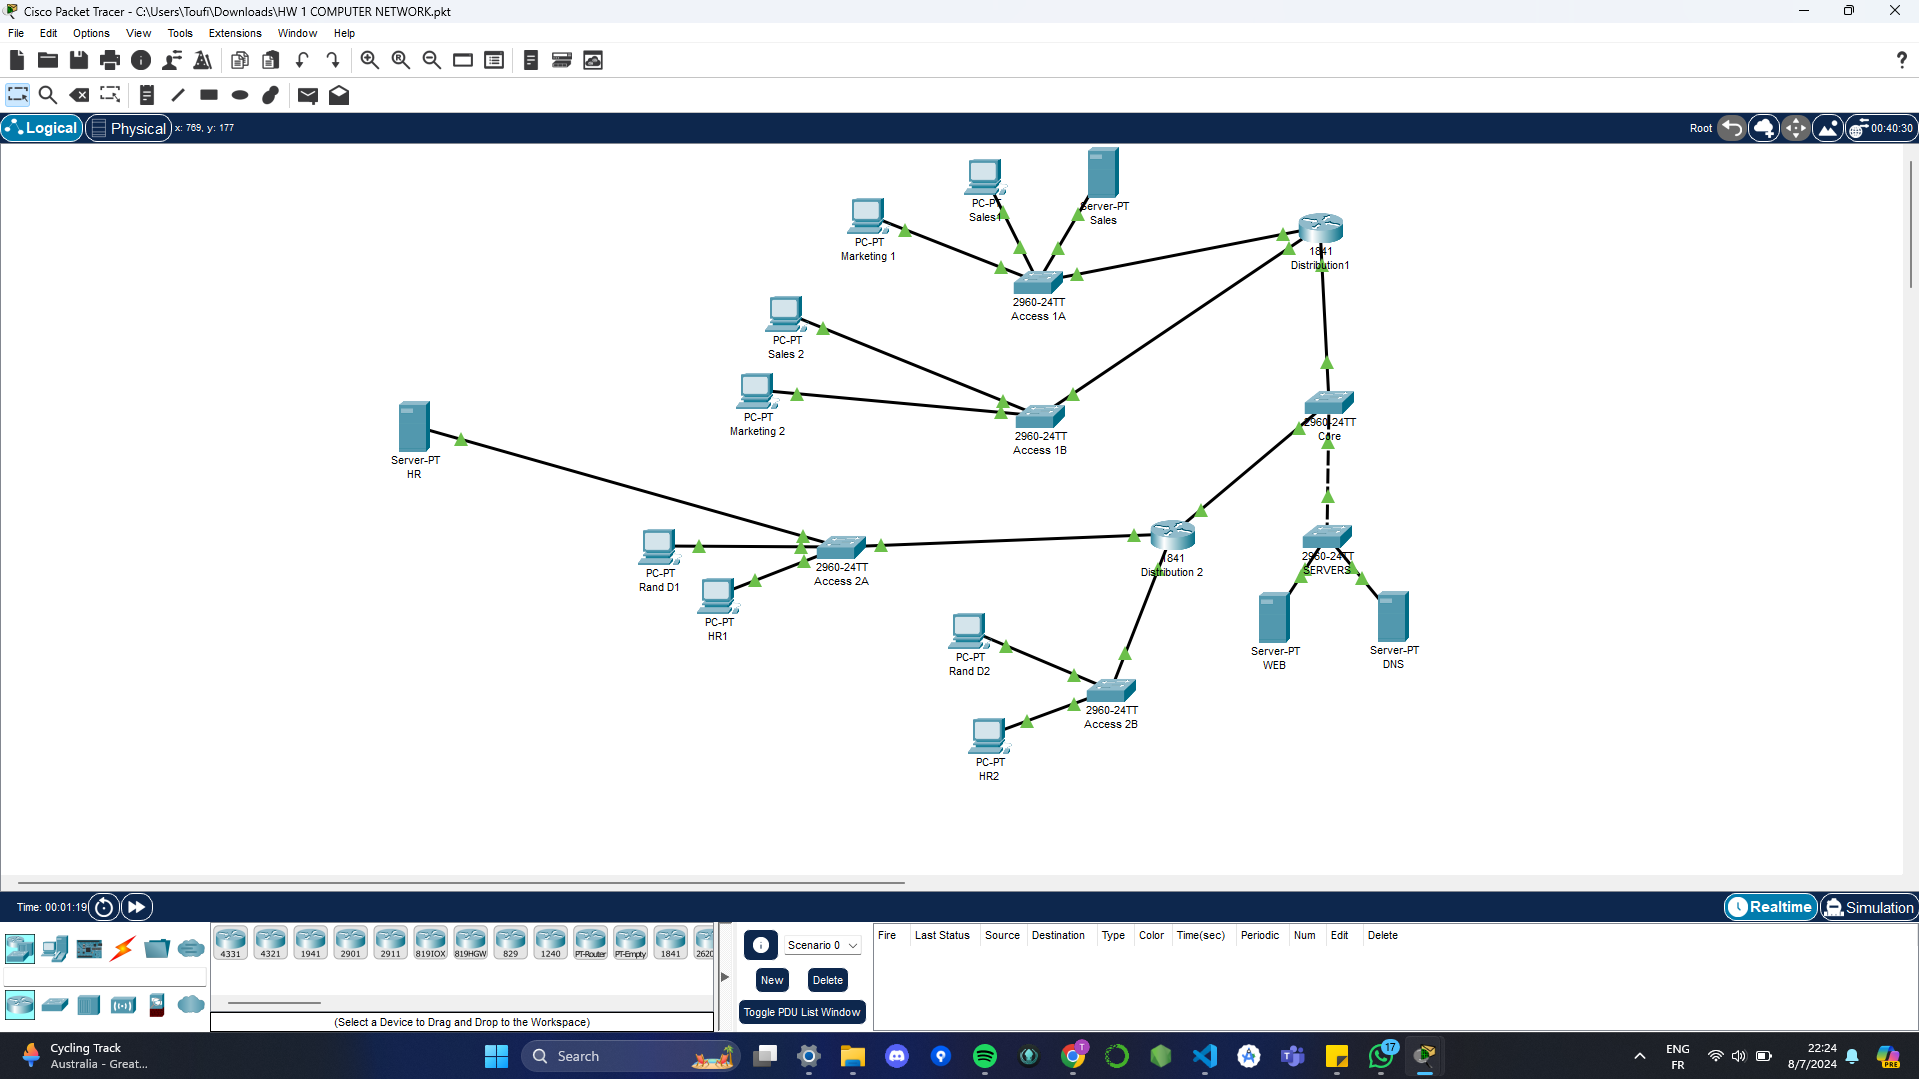 Cisco Packet Tracer - C:\Users\Toufi\Downloads\HW 1 COMPUTER NETWORK.pkt
File Edit Options View Tools Extensions Window Help
Logical Physical x: 769, y: 177 Root 00:40:30
PC-PT
Sales1
Server-PT
Sales
PC-PT
Marketing 1
1841
Distribution1
2960-24TT
Access 1A
PC-PT
Sales 2
PC-PT
Marketing 2
2960-24TT
Access 1B
2960-24TT
Core
Server-PT
HR
PC-PT
Rand D1
2960-24TT
Access 2A
1841
Distribution 2
2960-24TT
SERVERS
PC-PT
HR1
PC-PT
Rand D2
Server-PT
WEB
Server-PT
DNS
2960-24TT
Access 2B
PC-PT
HR2
Time: 00:01:19 Realtime Simulation
4331 4321 1941 2901 2911 819IOX 819HGW 829 1240 PT-Router PT-Empty 1841 2620
(Select a Device to Drag and Drop to the Workspace)
Scenario 0
New Delete
Toggle PDU List Window
Fire Last Status Source Destination Type Color Time(sec) Periodic Num Edit Delete
Cycling Track
Australia - Great...
Search
17
ENG
FR
22:24
8/7/2024
PRE